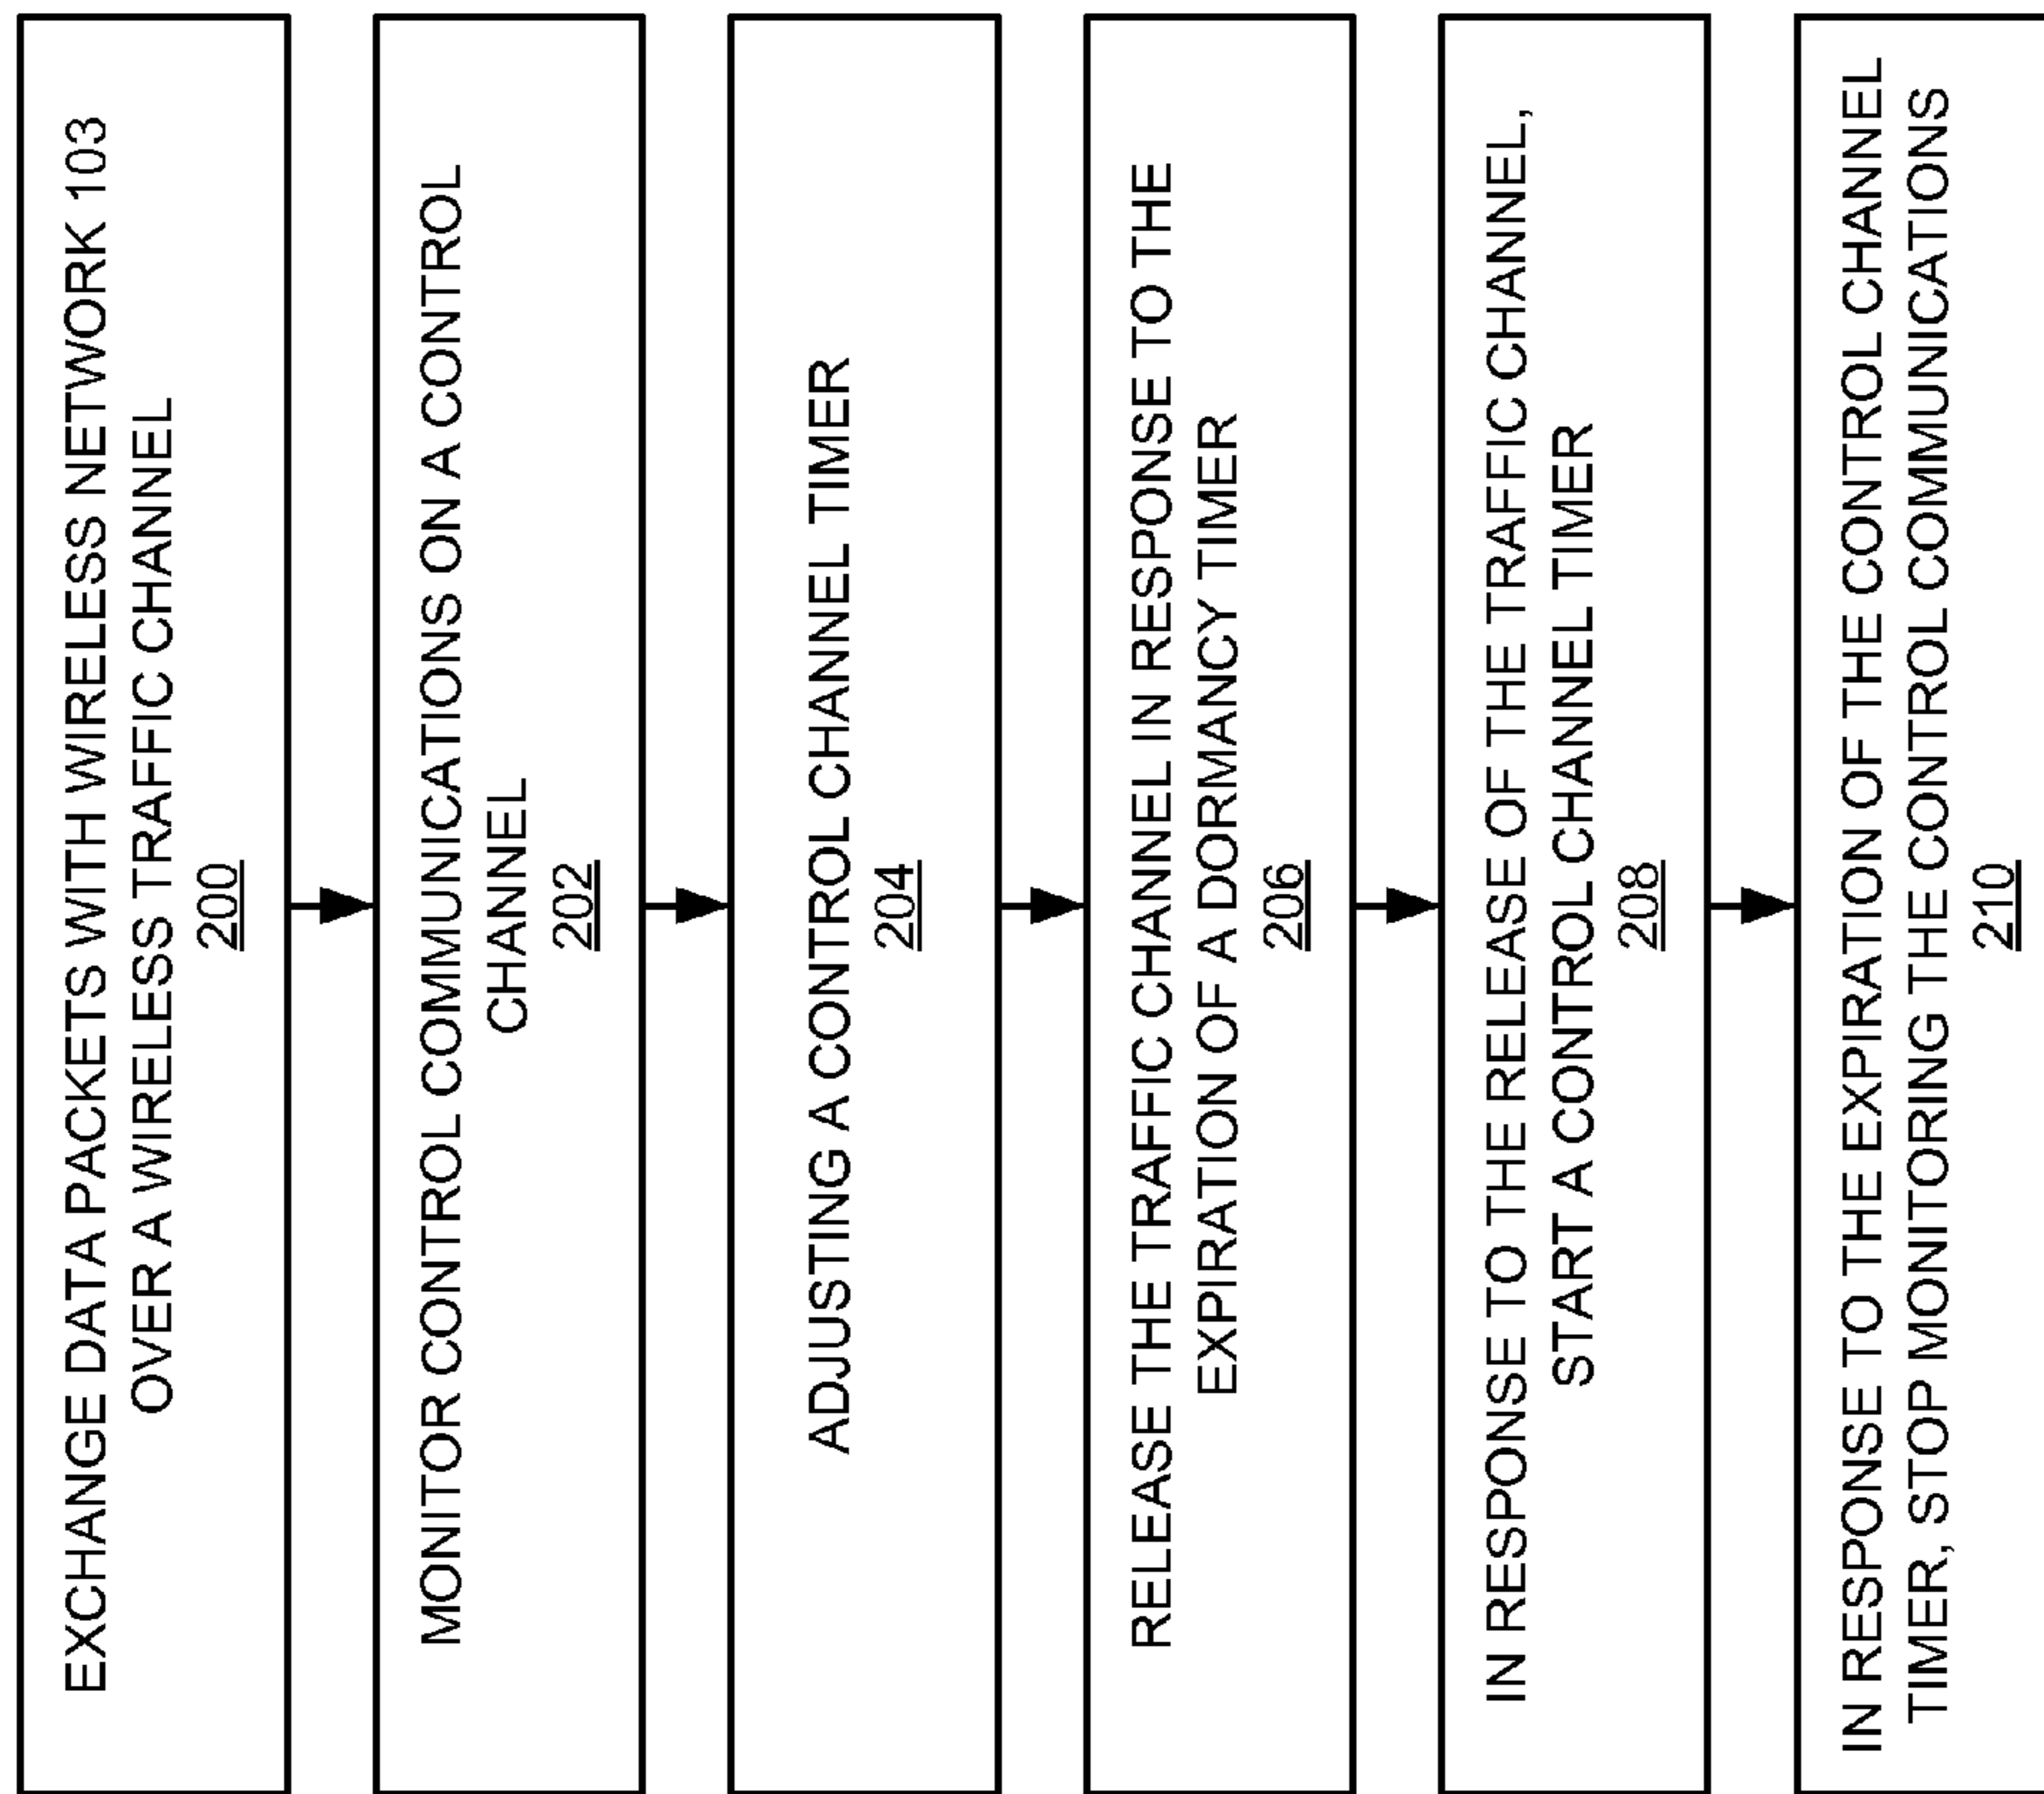 EXCHANGE DATA PACKETS WITH WIRELESS NETWORK 103
OVER A WIRELESS TRAFFIC CHANNEL
200
MONITOR CONTROL COMMUNICATIONS ON A CONTROL
CHANNEL
202
ADJUSTING A CONTROL CHANNEL TIMER
204
RELEASE THE TRAFFIC CHANNEL IN RESPONSE TO THE
EXPIRATION OF A DORMANCY TIMER
206
IN RESPONSE TO THE RELEASE OF THE TRAFFIC CHANNEL,
START A CONTROL CHANNEL TIMER
208
IN RESPONSE TO THE EXPIRATION OF THE CONTROL CHANNEL
TIMER, STOP MONITORING THE CONTROL COMMUNICATIONS
210